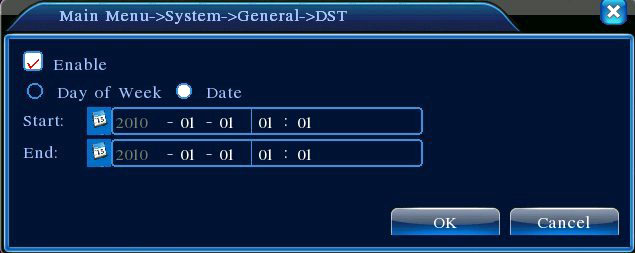 Main Menu->System->General->DST
Enable
Day of Week Date
Start: 2010 - 01 - 01 01 : 01
End: 2010 - 01 - 01 01 : 01
OK Cancel